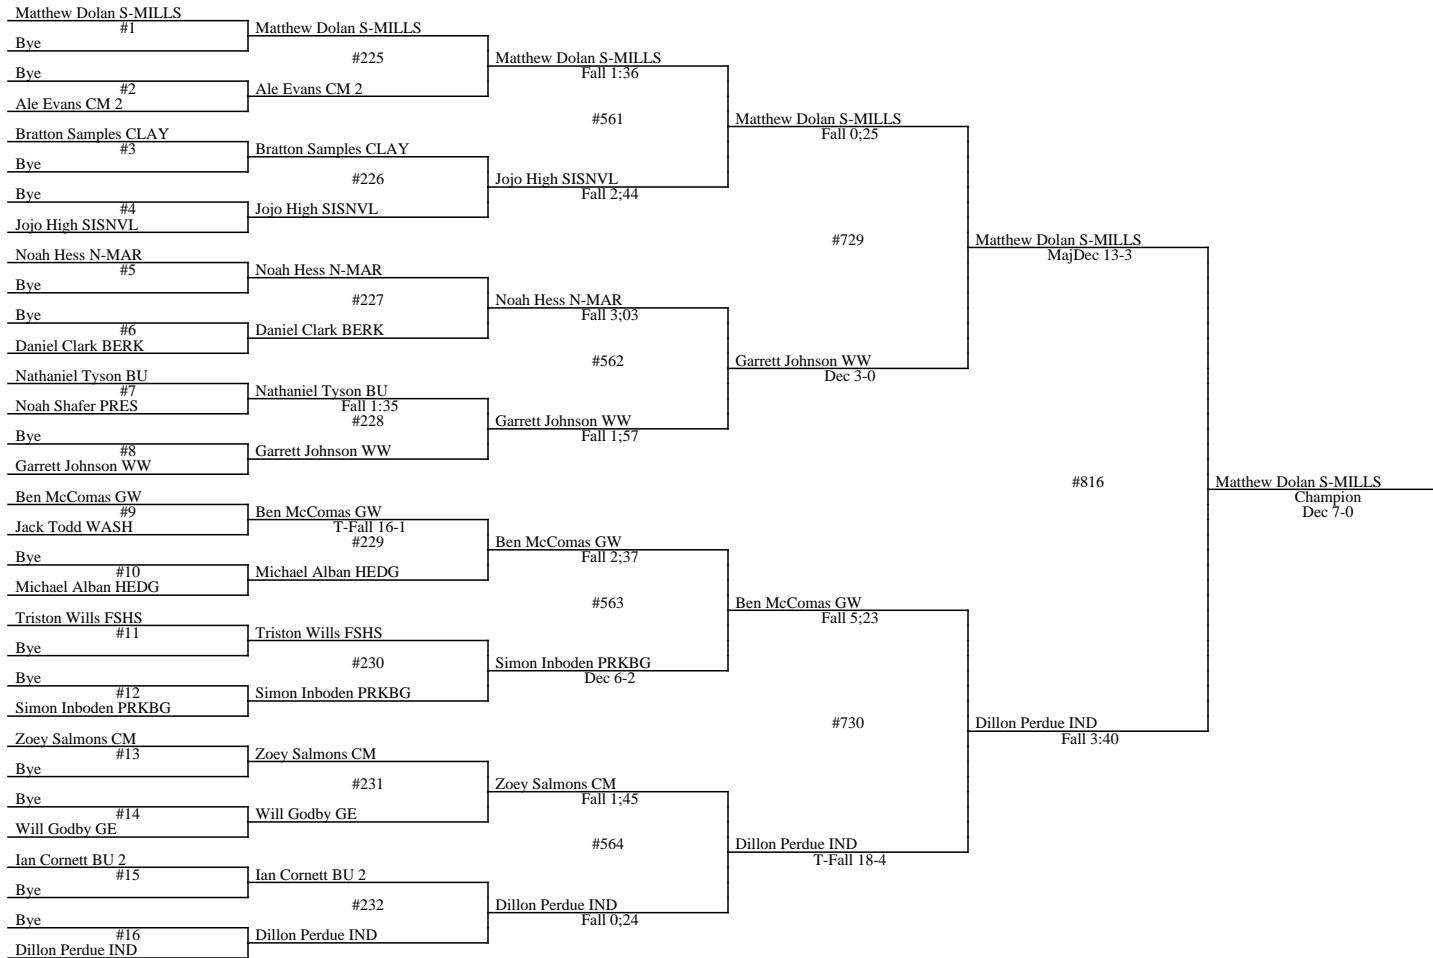 Matthew Dolan S-MILLS
#1
Bye
Bye
#2
Ale Evans CM 2
Bratton Samples CLAY
#3
Bye
Bye
#4
Jojo High SISNVL
Noah Hess N-MAR
#5
Bye
Bye
#6
Daniel Clark BERK
Nathaniel Tyson BU
#7
Noah Shafer PRES
Bye
#8
Garrett Johnson WW
Ben McComas GW
#9
Jack Todd WASH
Bye
#10
Michael Alban HEDG
Triston Wills FSHS
#11
Bye
Bye
#12
Simon Inboden PRKBG
Zoey Salmons CM
#13
Bye
Bye
#14
Will Godby GE
Ian Cornett BU 2
#15
Bye
Bye
#16
Dillon Perdue IND
Matthew Dolan S-MILLS
#225
Ale Evans CM 2
Bratton Samples CLAY
#226
Jojo High SISNVL
Noah Hess N-MAR
#227
Daniel Clark BERK
Nathaniel Tyson BU
Fall 1:35
#228
Garrett Johnson WW
Ben McComas GW
T-Fall 16-1
#229
Michael Alban HEDG
Triston Wills FSHS
#230
Simon Inboden PRKBG
Zoey Salmons CM
#231
Will Godby GE
Ian Cornett BU 2
#232
Dillon Perdue IND
Matthew Dolan S-MILLS
Fall 1:36
#561
Jojo High SISNVL
Fall 2;44
Noah Hess N-MAR
Fall 3;03
#562
Garrett Johnson WW
Fall 1;57
Ben McComas GW
Fall 2;37
#563
Simon Inboden PRKBG
Dec 6-2
Zoey Salmons CM
Fall 1;45
#564
Dillon Perdue IND
Fall 0;24
Matthew Dolan S-MILLS
Fall 0;25
#729
Garrett Johnson WW
Dec 3-0
Ben McComas GW
Fall 5;23
#730
Dillon Perdue IND
T-Fall 18-4
Matthew Dolan S-MILLS
MajDec 13-3
#816
Dillon Perdue IND
Fall 3:40
Matthew Dolan S-MILLS
Champion
Dec 7-0